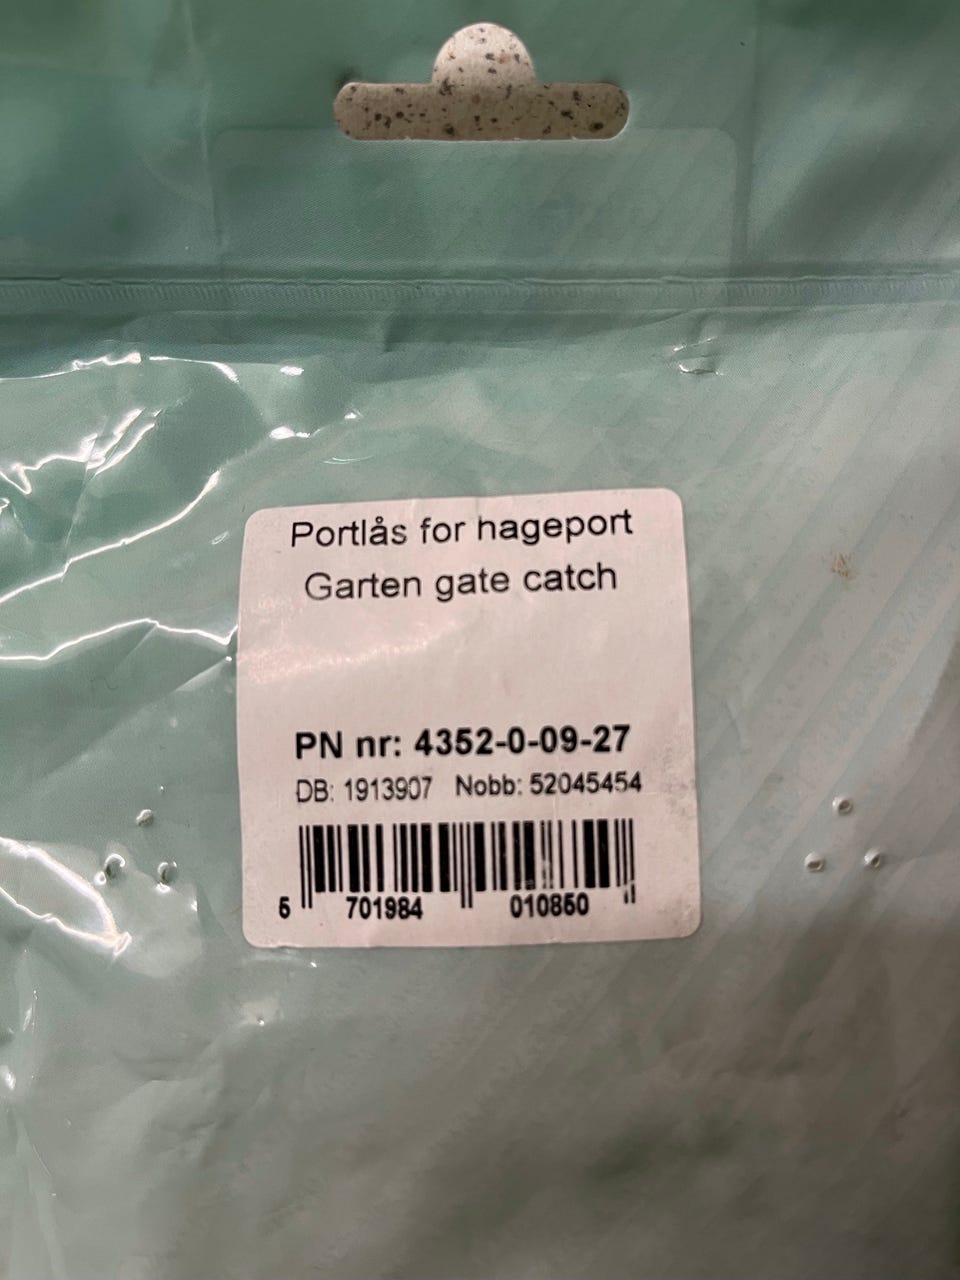 Portlås for hageport
Garten gate catch
PN nr: 4352-0-09-27
DB: 1913907 Nobb: 52045454
5 701984 010850